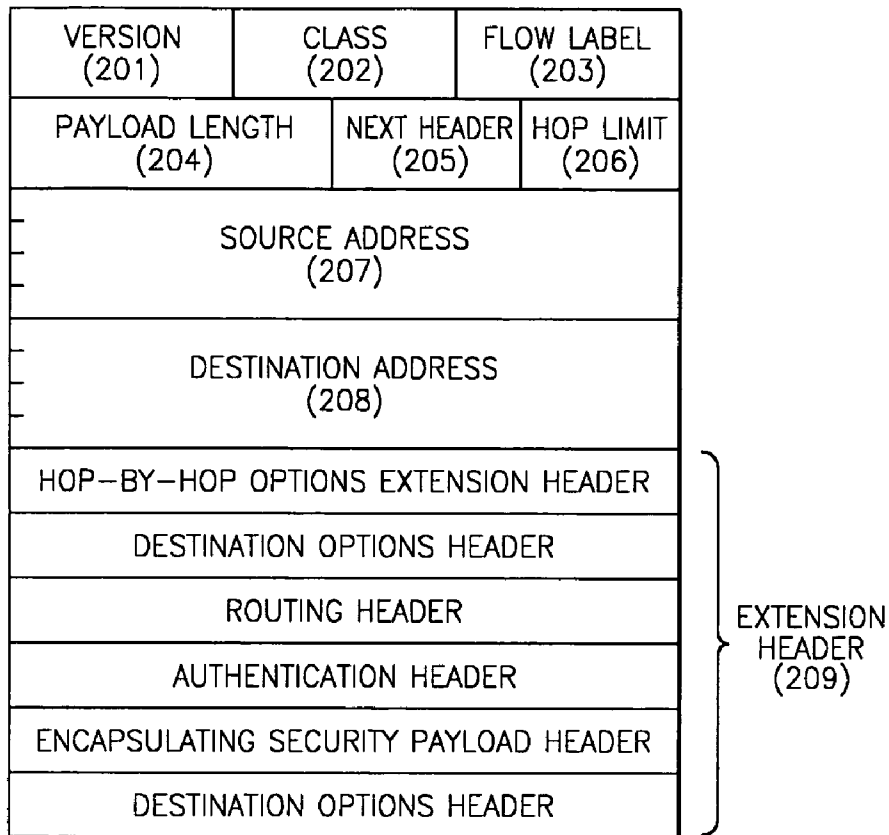 VERSION
(201)
CLASS
(202)
FLOW LABEL
(203)
PAYLOAD LENGTH
(204)
NEXT HEADER
(205)
HOP LIMIT
(206)
SOURCE ADDRESS
(207)
DESTINATION ADDRESS
(208)
HOP-BY-HOP OPTIONS EXTENSION HEADER
DESTINATION OPTIONS HEADER
ROUTING HEADER
AUTHENTICATION HEADER
ENCAPSULATING SECURITY PAYLOAD HEADER
DESTINATION OPTIONS HEADER
EXTENSION
HEADER
(209)